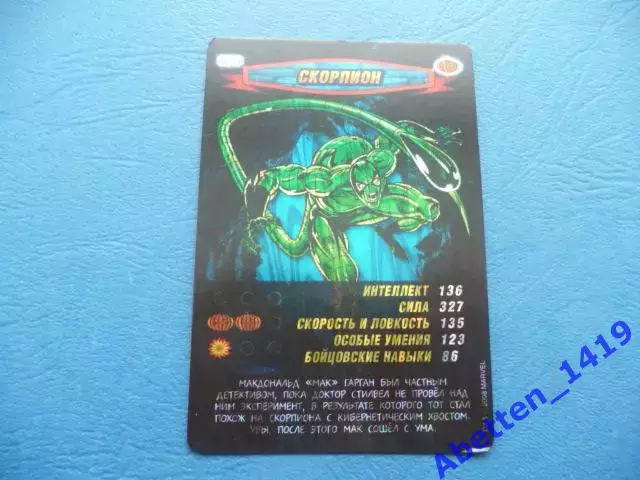 СКОРПИОН
ИНТЕЛЛЕКТ 136
СИЛА 327
СКОРОСТЬ И ЛОВКОСТЬ 135
ОСОБЫЕ УМЕНИЯ 123
БОЙЦОВСКИЕ НАВЫКИ 86
МАКДОНАЛЬД «МАК» ГАРГАН БЫЛ ЧАСТНЫМ
ДЕТЕКТИВОМ, ПОКА ДОКТОР СТИЛВЕЛ НЕ ПРОВЁЛ НАД
НИМ ЭКСПЕРИМЕНТ, В РЕЗУЛЬТАТЕ КОТОРОГО ТОТ СТАЛ
ПОХОЖ НА СКОРПИОНА С КИБЕРНЕТИЧЕСКИМ ХВОСТОМ.
УВЫ, ПОСЛЕ ЭТОГО МАК СОШЁЛ С УМА.
2008 MARVEL
Abetten_1419